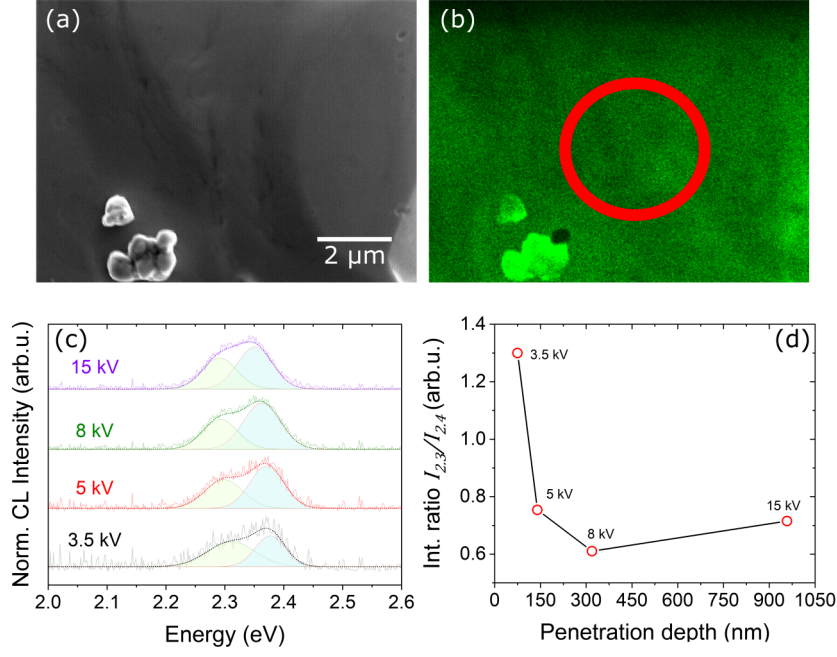 (a)
2 µm
(b)
(c)
15 kV
8 kV
5 kV
3.5 kV
Norm. CL Intensity (arb.u.)
2.0 2.1 2.2 2.3 2.4 2.5 2.6
Energy (eV)
(d)
1.4
1.2
1.0
0.8
0.6
3.5 kV
5 kV
8 kV
15 kV
Int. ratio I2.3/I2.4 (arb.u.)
0 150 300 450 600 750 900 1050
Penetration depth (nm)